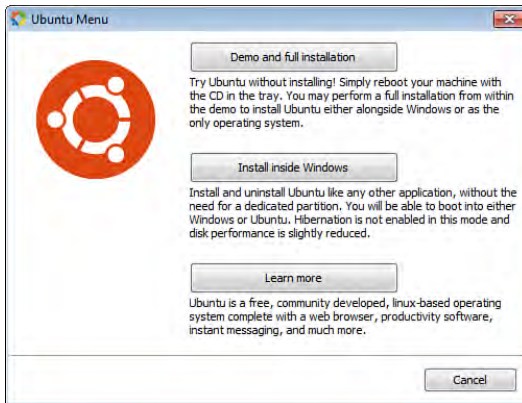 Ubuntu Menu
Demo and full installation
Try Ubuntu without installing! Simply reboot your machine with
the CD in the tray. You may perform a full installation from within
the demo to install Ubuntu either alongside Windows or as the
only operating system.
Install inside Windows
Install and uninstall Ubuntu like any other application, without the
need for a dedicated partition. You will be able to boot into either
Windows or Ubuntu. Hibernation is not enabled in this mode and
disk performance is slightly reduced.
Learn more
Ubuntu is a free, community developed, linux-based operating
system complete with a web browser, productivity software,
instant messaging, and much more.
Cancel